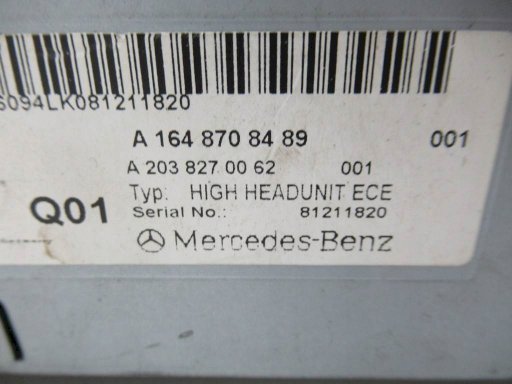 S094LK081211820
A 164 870 84 89 001
A 203 827 00 62 001
Typ: HIGH HEADUNIT ECE
Q01
Serial No.: 81211820
Mercedes-Benz